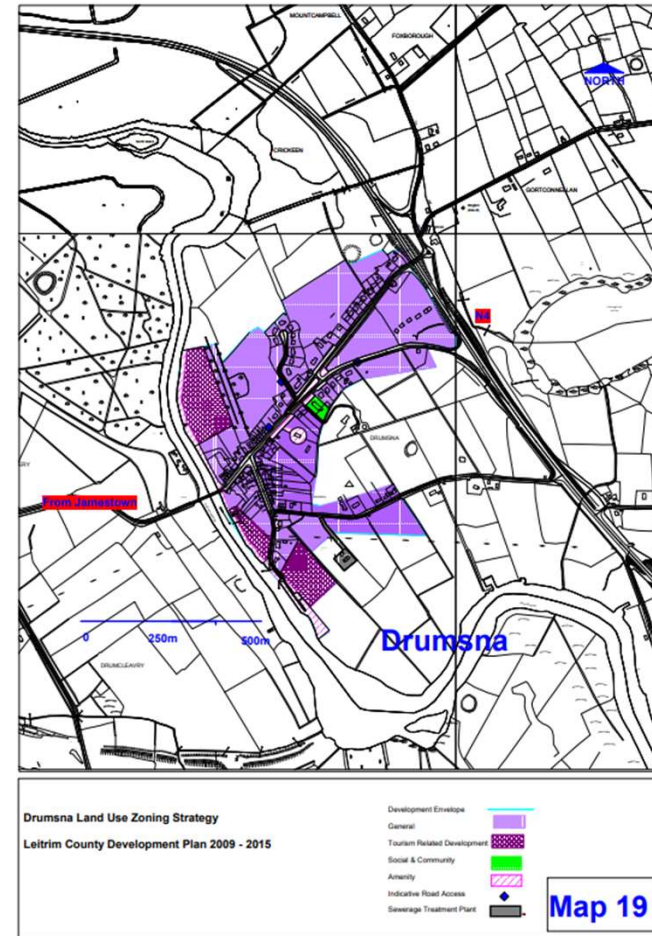 MOUNTCAMPBELL
FOXBOROUGH
NORTH
CRICKEEN
GORTCONNELLAN
N4
DRUMSNA
From Jamestown
0 250m 500m
Drumsna
DRUMCLEAVRY
Drumsna Land Use Zoning Strategy
Leitrim County Development Plan 2009 - 2015
Development Envelope
General
Tourism Related Development
Social & Community
Amenity
Indicative Road Access
Sewerage Treatment Plant
Map 19